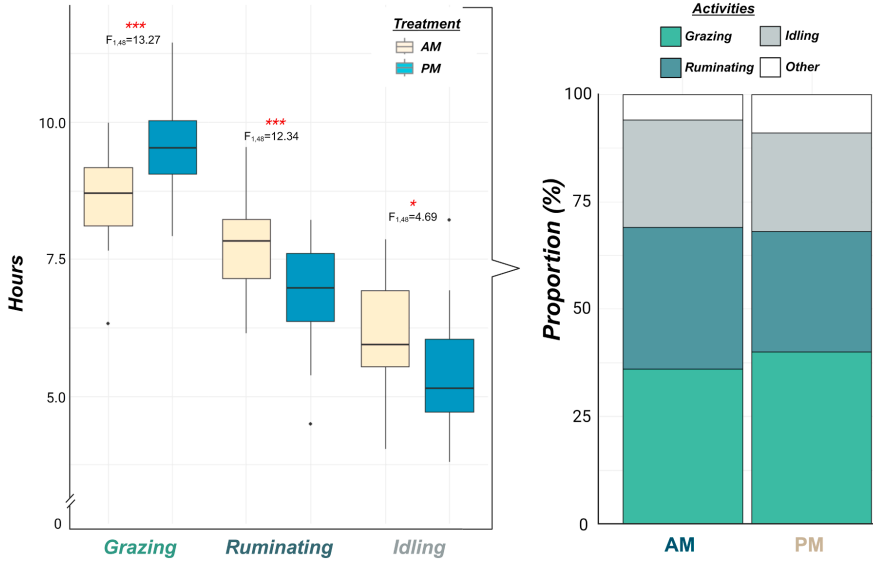 Treatment
AM
PM
***
F1,48=13.27
***
F1,48=12.34
*
F1,48=4.69
Hours
10.0
7.5
5.0
0
Grazing
Ruminating
Idling
Activities
Grazing
Idling
Ruminating
Other
Proportion (%)
100
75
50
25
0
AM
PM